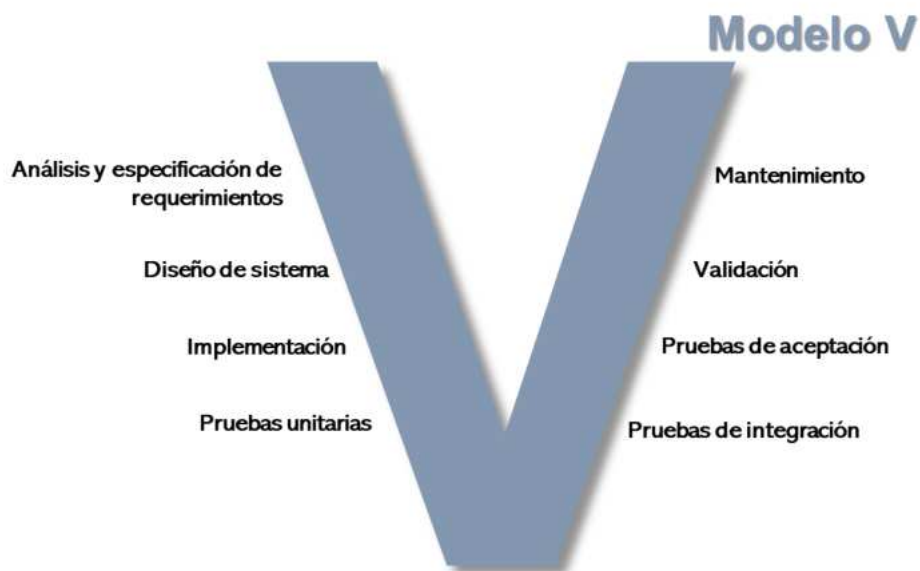 Modelo V
Análisis y especificación de
requerimientos
Diseño de sistema
Implementación
Pruebas unitarias
Mantenimiento
Validación
Pruebas de aceptación
Pruebas de integración